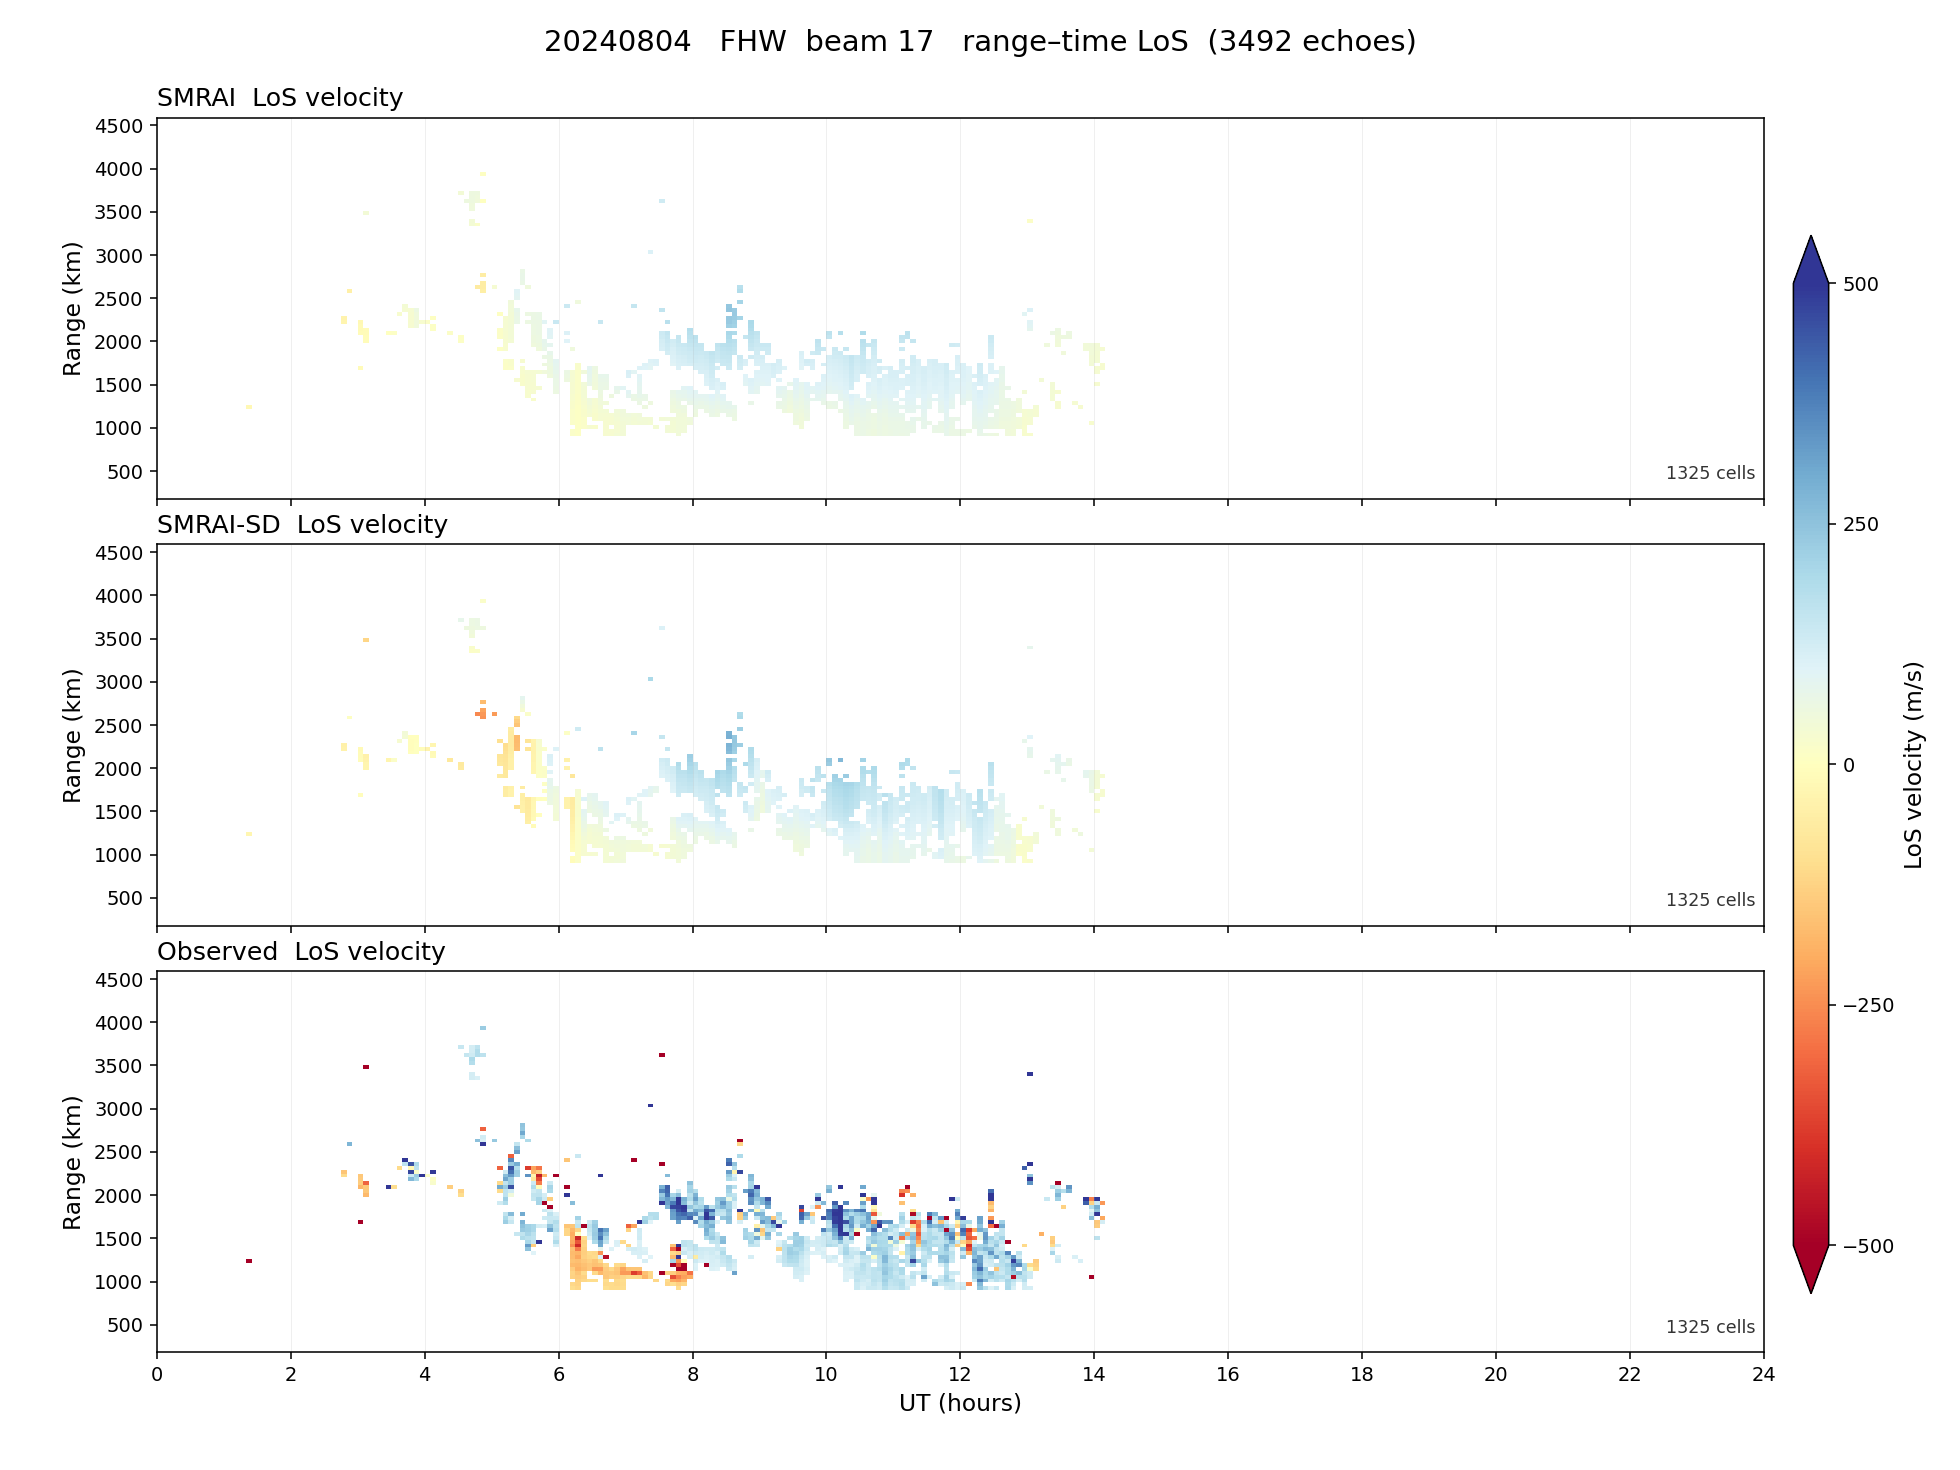 20240804   FHW  beam 17   range–time LoS  (3492 echoes)
SMRAI  LoS velocity
4500
4000
3500
3000
2500
2000
1500
1000
500
Range (km)
1325 cells
SMRAI-SD  LoS velocity
4500
4000
3500
3000
2500
2000
1500
1000
500
Range (km)
1325 cells
Observed  LoS velocity
4500
4000
3500
3000
2500
2000
1500
1000
500
Range (km)
1325 cells
0 2 4 6 8 10 12 14 16 18 20 22 24
UT (hours)
500
250
0
−250
−500
LoS velocity (m/s)